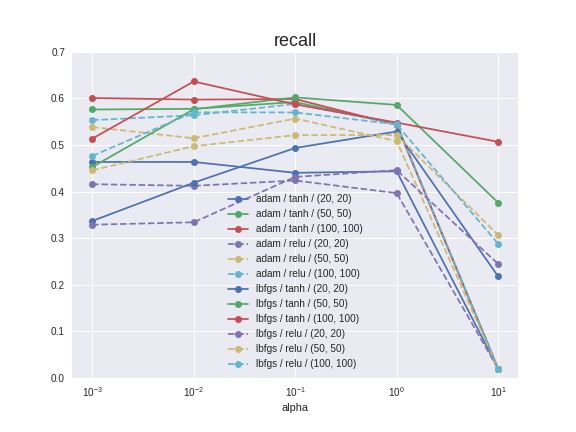 recall
0.7
0.6
0.5
0.4
0.3
0.2
0.1
0.0
adam / tanh / (20, 20)
adam / tanh / (50, 50)
adam / tanh / (100, 100)
adam / relu / (20, 20)
adam / relu / (50, 50)
adam / relu / (100, 100)
lbfgs / tanh / (20, 20)
lbfgs / tanh / (50, 50)
lbfgs / tanh / (100, 100)
lbfgs / relu / (20, 20)
lbfgs / relu / (50, 50)
lbfgs / relu / (100, 100)
10⁻³ 10⁻² 10⁻¹ 10⁰ 10¹
alpha